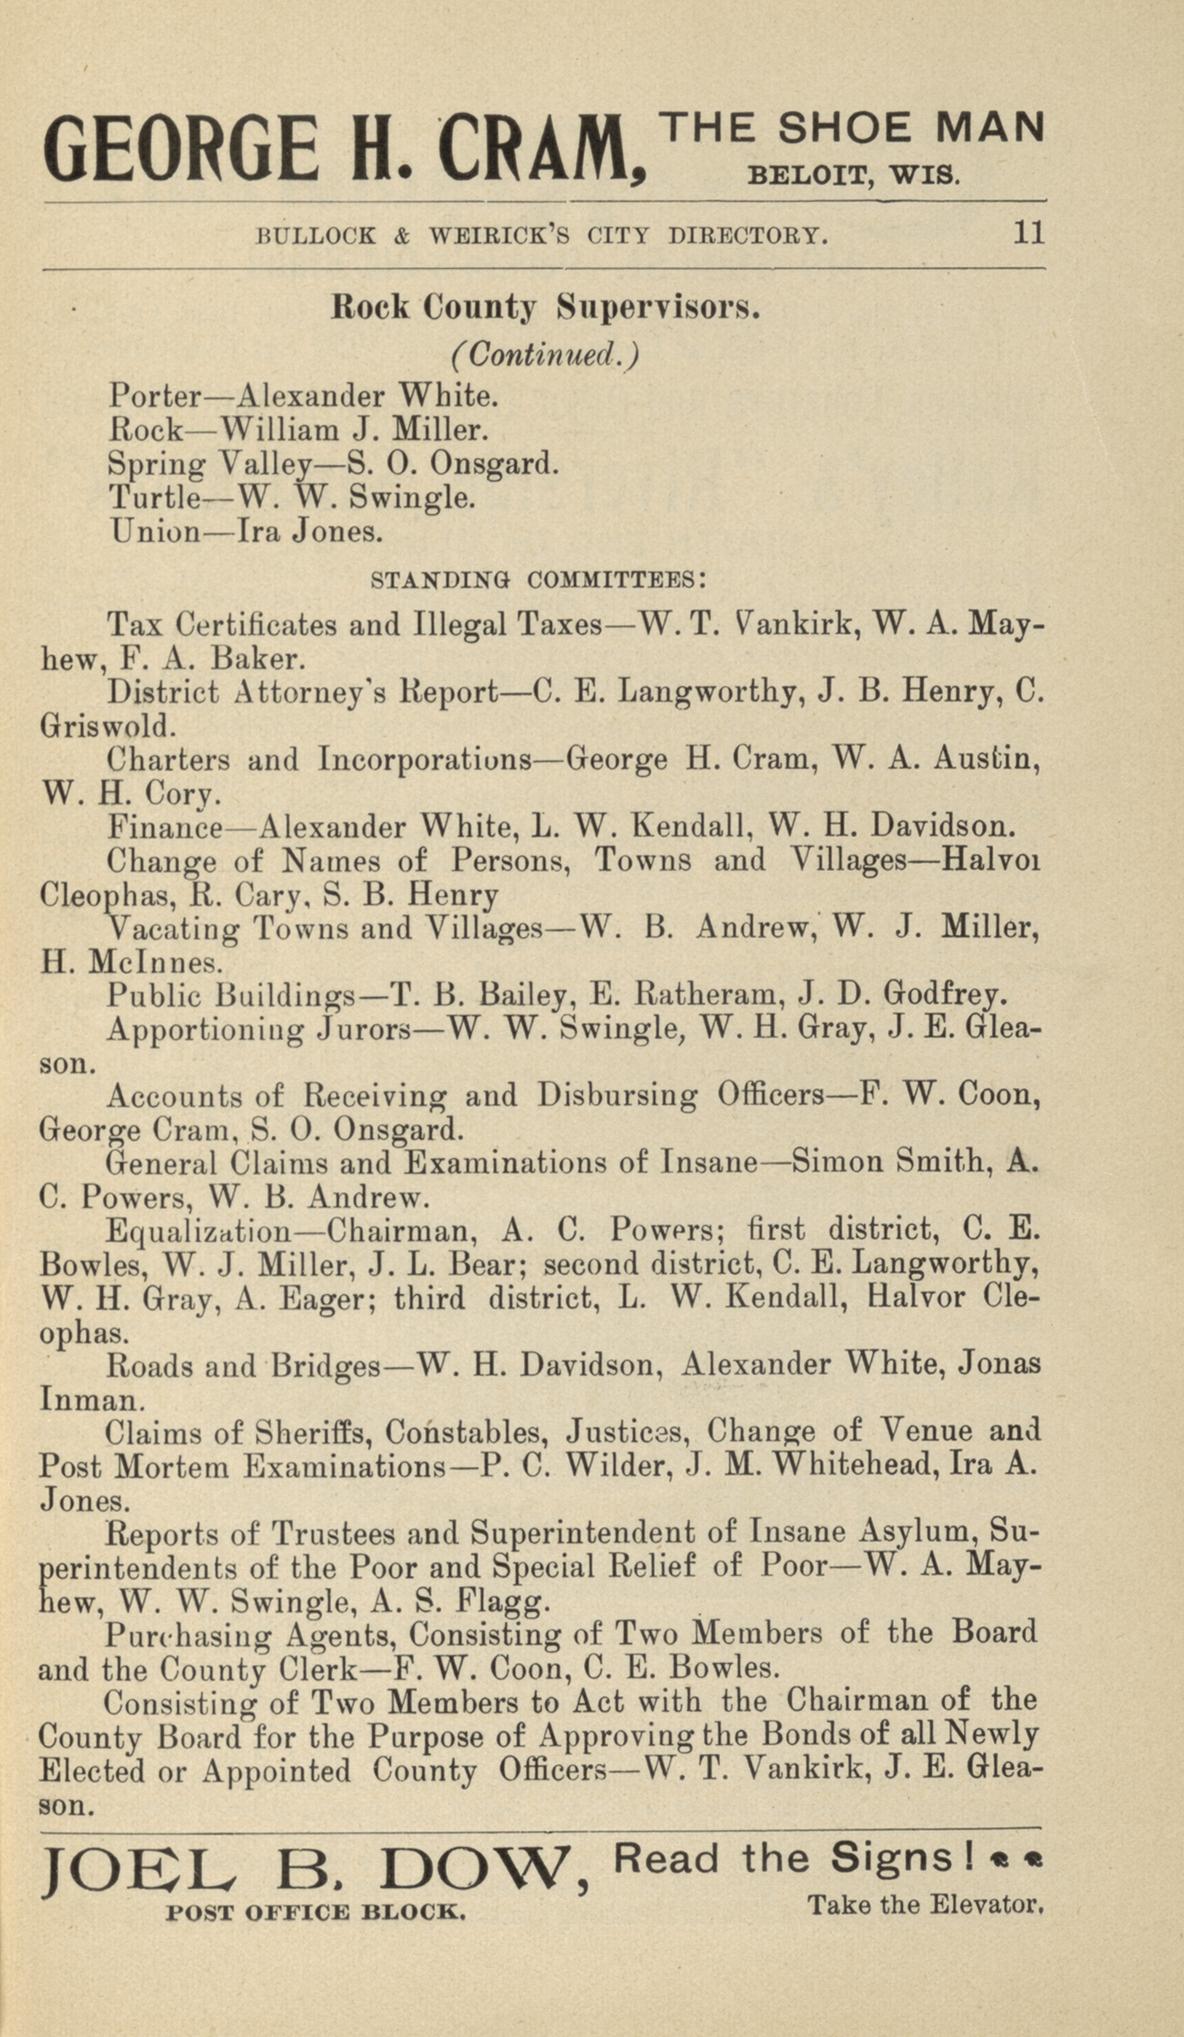 GEORGE H. CRAM, THE SHOE MAN
BELOIT, WIS.
BULLOCK & WEIRICK'S CITY DIRECTORY. 11
Rock County Supervisors.
(Continued.)
Porter—Alexander White.
Rock—William J. Miller.
Spring Valley—S. O. Onsgard.
Turtle—W. W. Swingle.
Union—Ira Jones.
STANDING COMMITTEES:
Tax Certificates and Illegal Taxes—W. T. Vankirk, W. A. May-
hew, F. A. Baker.
District Attorney's Report—C. E. Langworthy, J. B. Henry, C.
Griswold.
Charters and Incorporations—George H. Cram, W. A. Austin,
W. H. Cory.
Finance—Alexander White, L. W. Kendall, W. H. Davidson.
Change of Names of Persons, Towns and Villages—Halvor
Cleophas, R. Cary, S. B. Henry
Vacating Towns and Villages—W. B. Andrew, W. J. Miller,
H. McInnes.
Public Buildings—T. B. Bailey, E. Ratheram, J. D. Godfrey.
Apportioning Jurors—W. W. Swingle, W. H. Gray, J. E. Glea-
son.
Accounts of Receiving and Disbursing Officers—F. W. Coon,
George Cram, S. O. Onsgard.
General Claims and Examinations of Insane—Simon Smith, A.
C. Powers, W. B. Andrew.
Equalization—Chairman, A. C. Powers; first district, C. E.
Bowles, W. J. Miller, J. L. Bear; second district, C. E. Langworthy,
W. H. Gray, A. Eager; third district, L. W. Kendall, Halvor Cle-
ophas.
Roads and Bridges—W. H. Davidson, Alexander White, Jonas
Inman.
Claims of Sheriffs, Constables, Justices, Change of Venue and
Post Mortem Examinations—P. C. Wilder, J. M. Whitehead, Ira A.
Jones.
Reports of Trustees and Superintendent of Insane Asylum, Su-
perintendents of the Poor and Special Relief of Poor—W. A. May-
hew, W. W. Swingle, A. S. Flagg.
Purchasing Agents, Consisting of Two Members of the Board
and the County Clerk—F. W. Coon, C. E. Bowles.
Consisting of Two Members to Act with the Chairman of the
County Board for the Purpose of Approving the Bonds of all Newly
Elected or Appointed County Officers—W. T. Vankirk, J. E. Glea-
son.
JOEL B. DOW, Read the Signs!
POST OFFICE BLOCK. Take the Elevator.